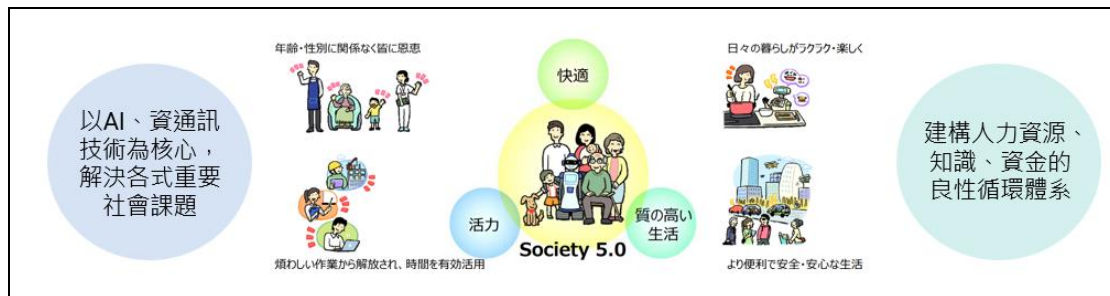 以AI、資通訊
技術為核心，
解決各式重要
社會課題
年齢・性別に関係なく皆に恩恵
煩わしい作業から解放され、時間を有効活用
快適
活力
質の高い
生活
Society 5.0
日々の暮らしがラクラク・楽しく
より便利で安全・安心な生活
建構人力資源、
知識、資金的
良性循環體系